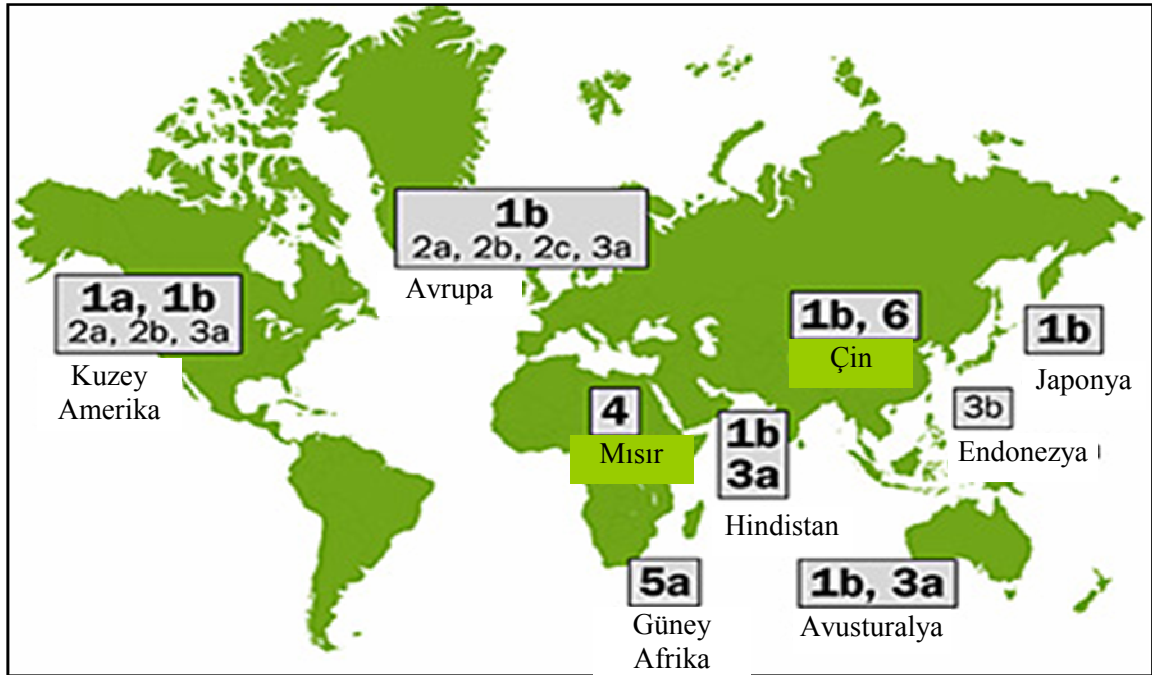 1b
2a, 2b, 2c, 3a
Avrupa
1a, 1b
2a, 2b, 3a
Kuzey
Amerika
1b, 6
Çin
1b
Japonya
4
Mısır
1b
3a
Hindistan
3b
Endonezya
5a
Güney
Afrika
1b, 3a
Avusturalya